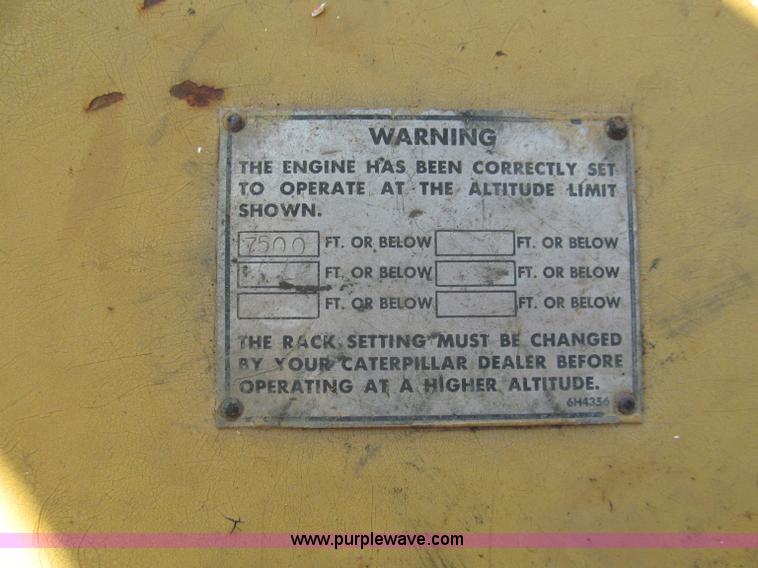 WARNING
THE ENGINE HAS BEEN CORRECTLY SET
TO OPERATE AT THE ALTITUDE LIMIT
SHOWN.
7500 FT. OR BELOW FT. OR BELOW
FT. OR BELOW FT. OR BELOW
FT. OR BELOW FT. OR BELOW
THE RACK SETTING MUST BE CHANGED
BY YOUR CATERPILLAR DEALER BEFORE
OPERATING AT A HIGHER ALTITUDE.
6H4356
www.purplewave.com